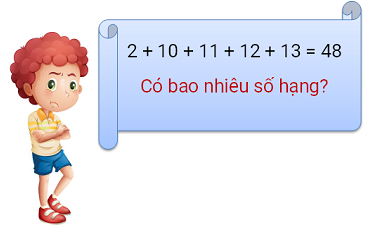 2 + 10 + 11 + 12 + 13 = 48
Có bao nhiêu số hạng?